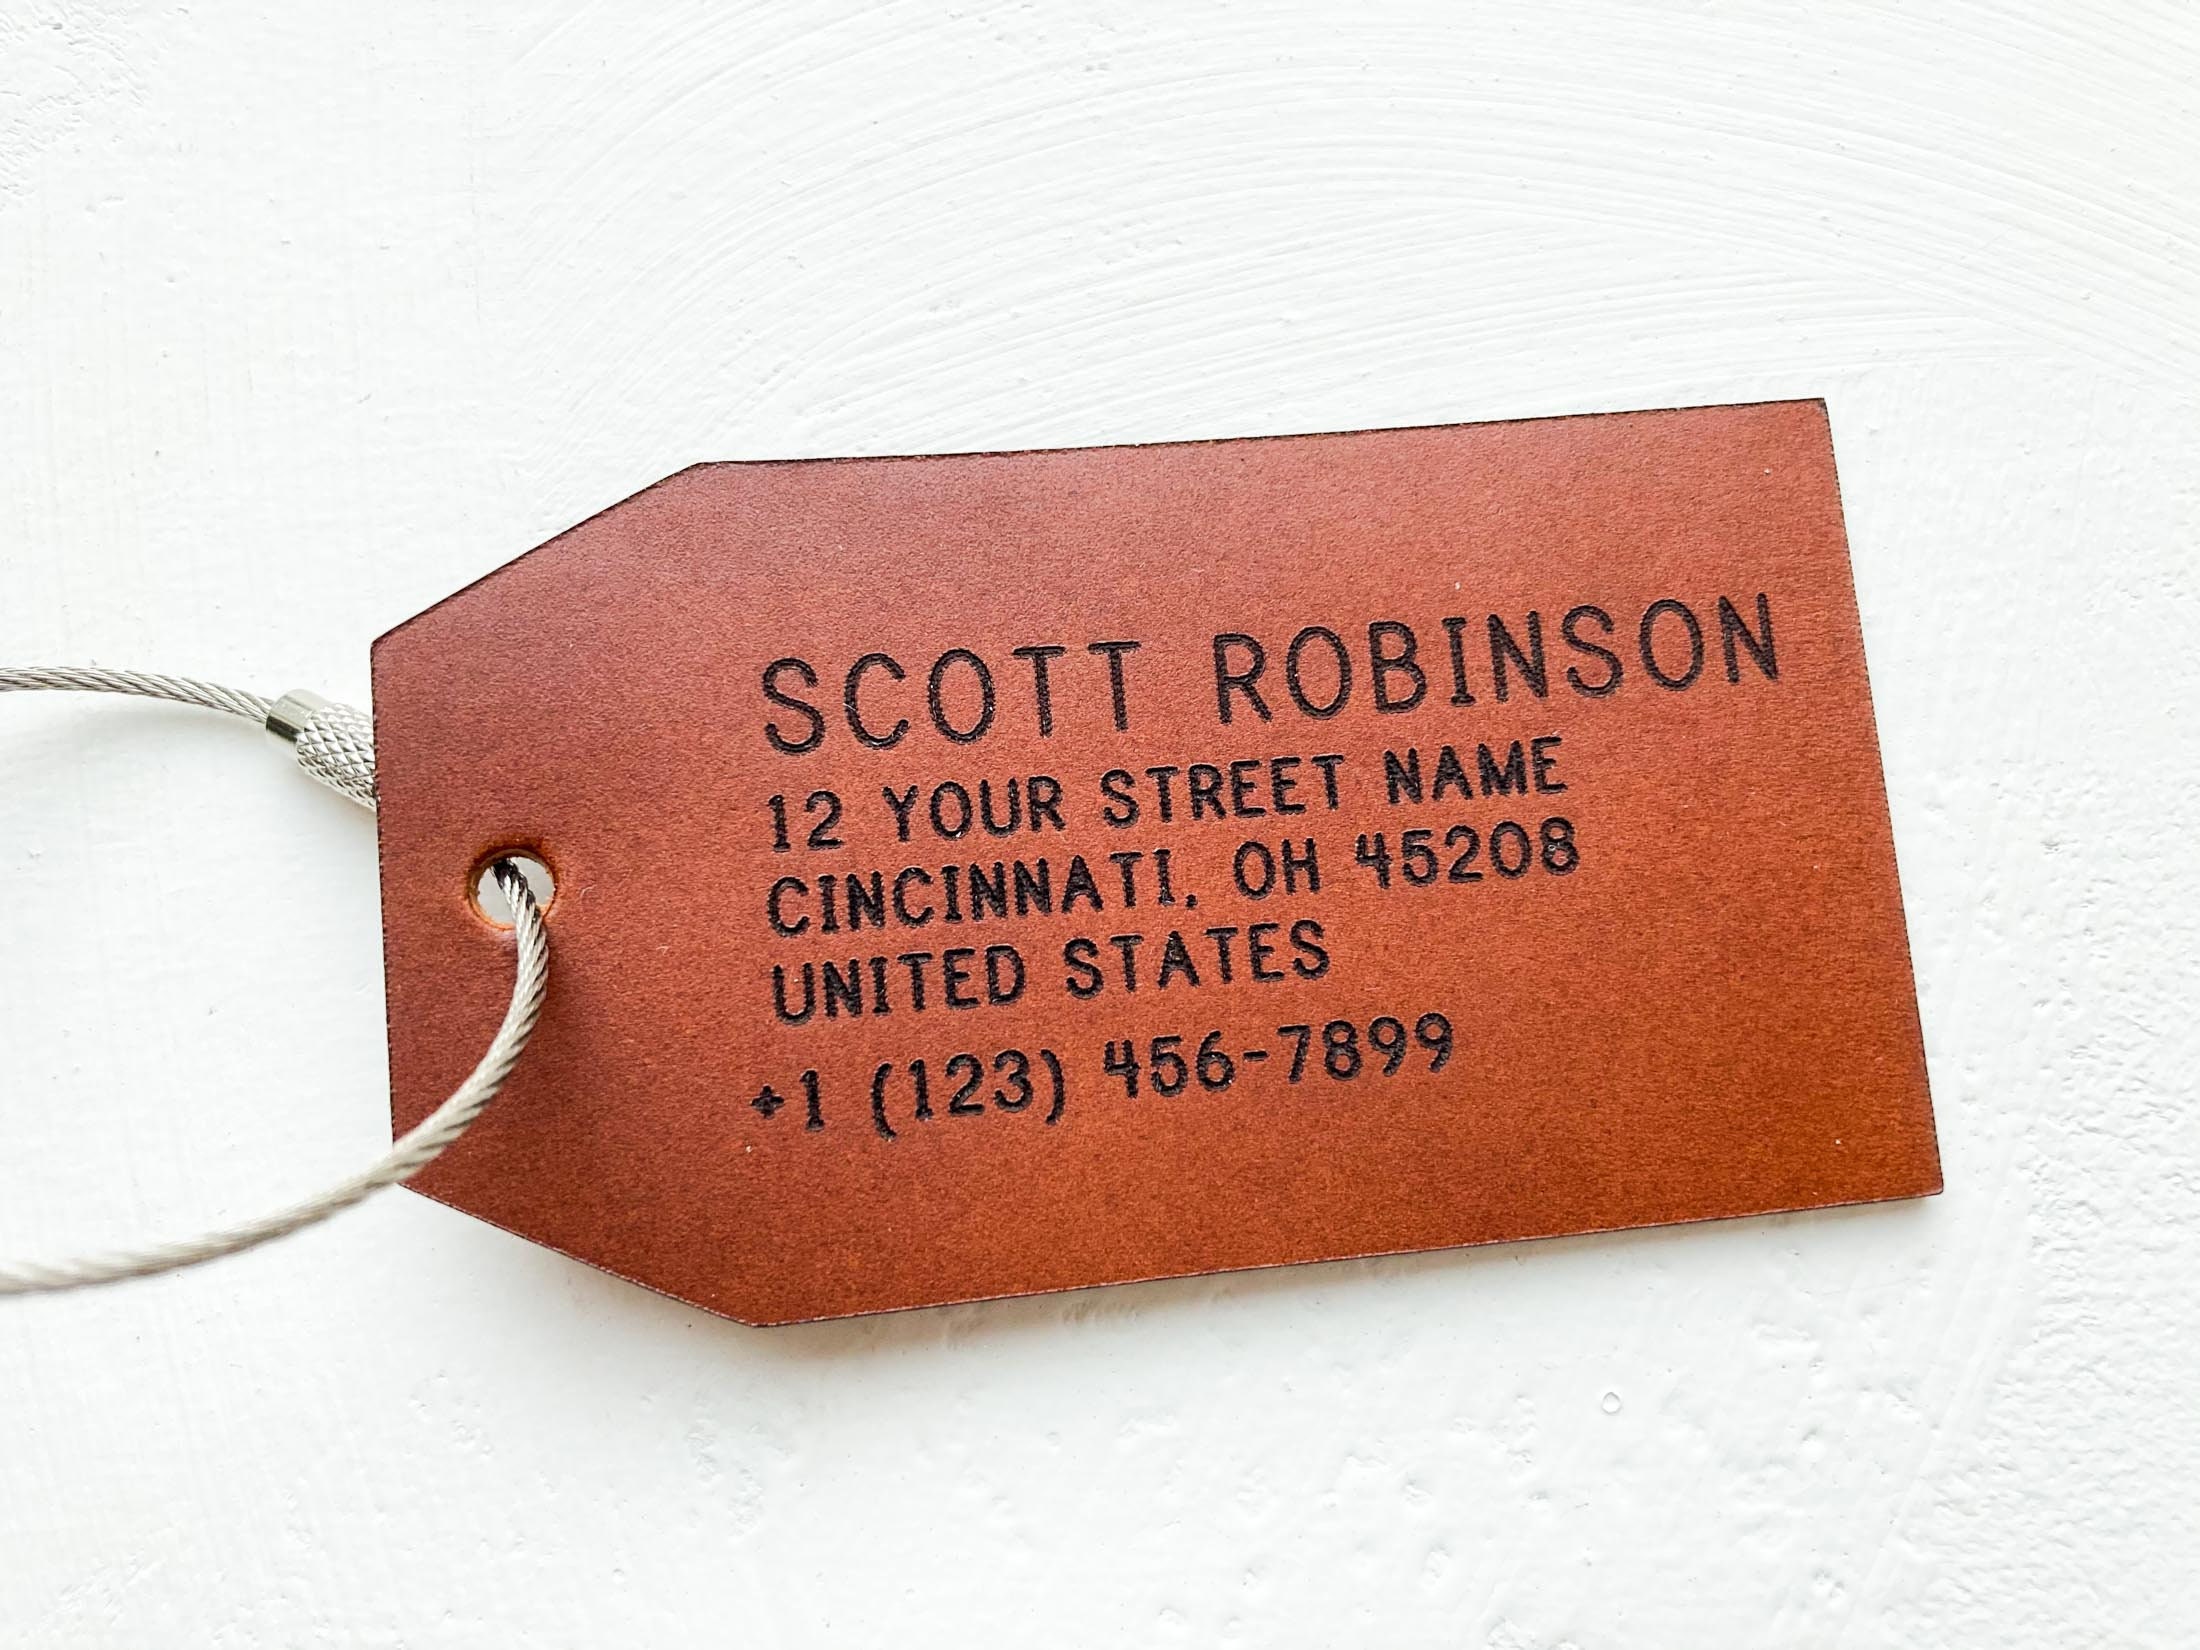 SCOTT ROBINSON
12 YOUR STREET NAME
CINCINNATI, OH 45208
UNITED STATES
+1 (123) 456-7899